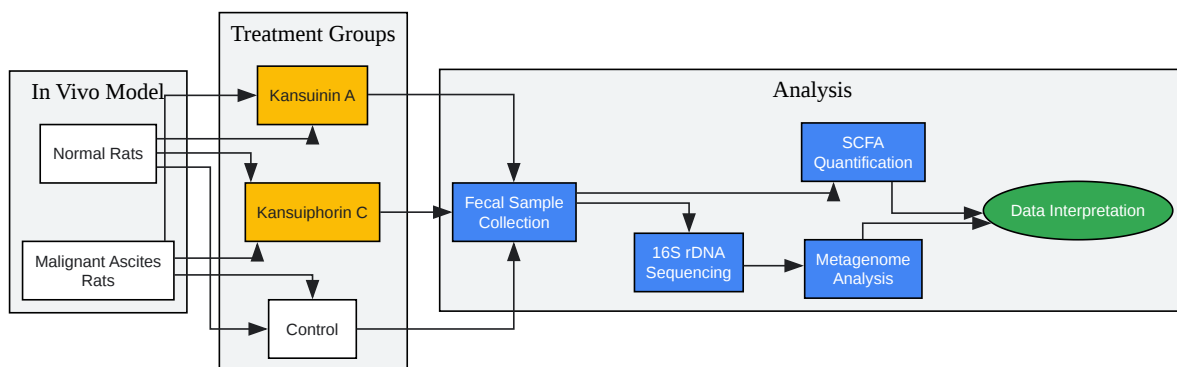 In Vivo Model
Normal Rats
Malignant Ascites
Rats
Treatment Groups
Kansuinin A
Kansuiphorin C
Control
Analysis
Fecal Sample
Collection
SCFA
Quantification
16S rDNA
Sequencing
Metagenome
Analysis
Data Interpretation